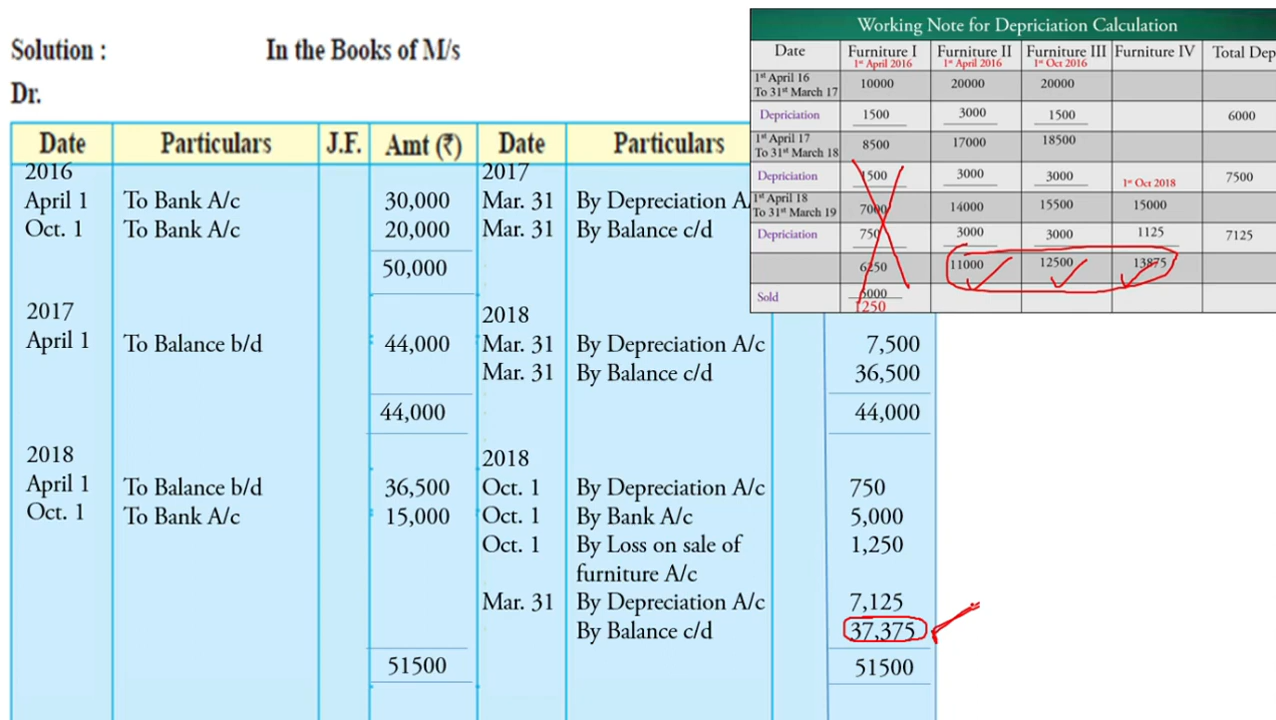 Solution : In the Books of M/s
Dr.
Date Particulars J.F. Amt (₹) Date Particulars
2016 2017
April 1 To Bank A/c 30,000 Mar. 31 By Depreciation A
Oct. 1 To Bank A/c 20,000 Mar. 31 By Balance c/d
50,000
2017 2018
April 1 To Balance b/d 44,000 Mar. 31 By Depreciation A/c 7,500
Mar. 31 By Balance c/d 36,500
44,000 44,000
2018 2018
April 1 To Balance b/d 36,500 Oct. 1 By Depreciation A/c 750
Oct. 1 To Bank A/c 15,000 Oct. 1 By Bank A/c 5,000
Oct. 1 By Loss on sale of 1,250
furniture A/c
Mar. 31 By Depreciation A/c 7,125
By Balance c/d 37,375
51500 51500
Working Note for Depriciation Calculation
Date Furniture I Furniture II Furniture III Furniture IV Total Dep
1st April 2016 1st April 2016 1st Oct 2016
1st April 16
To 31st March 17 10000 20000 20000
Depriciation 1500 3000 1500 6000
1st April 17
To 31st March 18 8500 17000 18500
Depriciation 1500 3000 3000 7500
1st Oct 2018
1st April 18
To 31st March 19 7000 14000 15500 15000
Depriciation 750 3000 3000 1125 7125
6250 11000 12500 13875
Sold 5000
1250